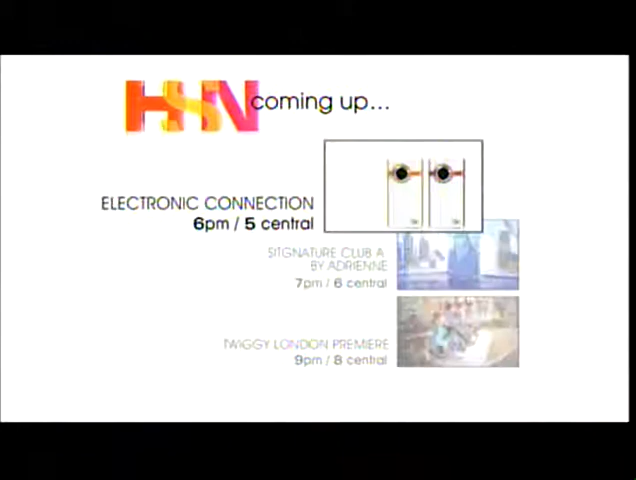 HSN coming up...
ELECTRONIC CONNECTION
6pm / 5 central
SITGNATURE CLUB A
BY ADRIENNE
7pm / 6 central
TWIGGY LONDON PREMIERE
9pm / 8 central